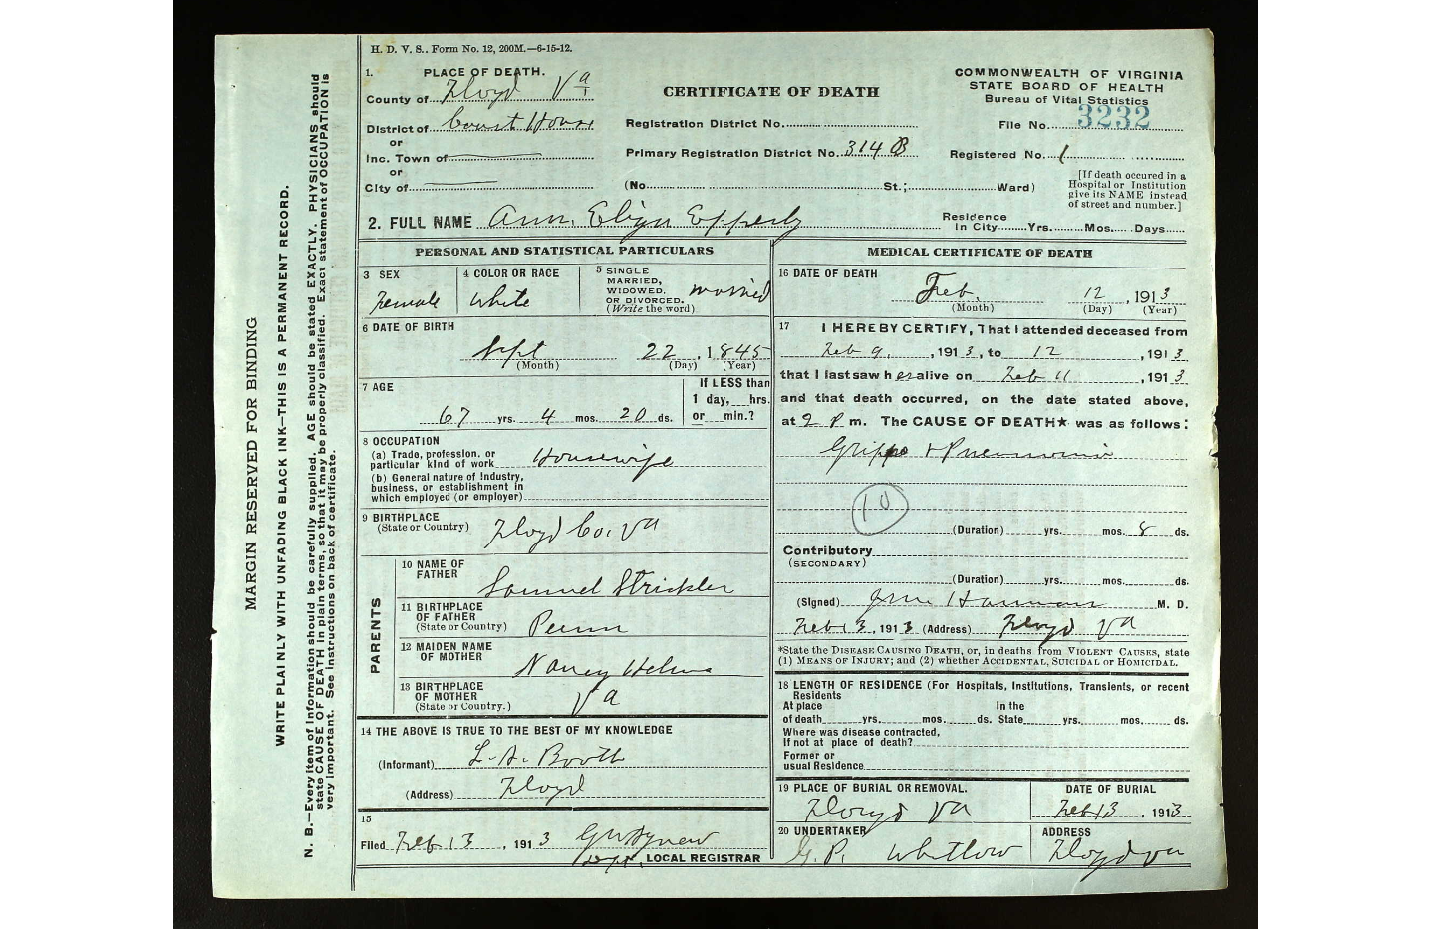 H. D. V. S.. Form No. 12, 200M.—6-15-12.
1. PLACE OF DEATH.
County of Floyd Va
District of Court House
or
Inc. Town of
or
City of
CERTIFICATE OF DEATH
Registration District No.
Primary Registration District No. 314 B
(No. St.; Ward)
COMMONWEALTH OF VIRGINIA
STATE BOARD OF HEALTH
Bureau of Vital Statistics
File No. 3232
Registered No. 1
[If death occured in a
Hospital or Institution
give its NAME instead
of street and number.]
2. FULL NAME Ann Eliza Epperly
Residence
In City Yrs. Mos. Days
PERSONAL AND STATISTICAL PARTICULARS
3 SEX
Female
4 COLOR OR RACE
White
5 SINGLE
MARRIED,
WIDOWED.
OR DIVORCED.
(Write the word)
married
6 DATE OF BIRTH
Sept 22, 1845
(Month) (Day) (Year)
7 AGE
67 yrs. 4 mos. 20 ds.
If LESS than
1 day, hrs.
or min.?
8 OCCUPATION
(a) Trade, profession, or
particular kind of work Housewife
(b) General nature of Industry,
business, or establishment in
which employed (or employer)
9 BIRTHPLACE
(State or Country) Floyd Co. Va
PARENTS
10 NAME OF
FATHER Samuel Strickler
11 BIRTHPLACE
OF FATHER
(State or Country) Penn
12 MAIDEN NAME
OF MOTHER Nancy Helms
13 BIRTHPLACE
OF MOTHER
(State or Country.) Va
14 THE ABOVE IS TRUE TO THE BEST OF MY KNOWLEDGE
(Informant) L. A. Booth
(Address) Floyd
15
Filed Feb 13, 1913 G W Agnew
LOCAL REGISTRAR
MEDICAL CERTIFICATE OF DEATH
16 DATE OF DEATH
Feb. 12, 1913
(Month) (Day) (Year)
17 I HEREBY CERTIFY, That I attended deceased from
Feb 9, 1913, to 12, 1913
that I last saw her alive on Feb 11, 1913
and that death occurred, on the date stated above,
at 2 P m. The CAUSE OF DEATH★ was as follows:
Grippe + Pneumonia
10
(Duration) yrs. mos. 8 ds.
Contributory
(SECONDARY)
(Duration) yrs. mos. ds.
(Signed) M. D.
Feb 13, 1913 (Address) Floyd Va
*State the DISEASE CAUSING DEATH, or, in deaths from VIOLENT CAUSES, state
(1) MEANS OF INJURY; and (2) whether ACCIDENTAL, SUICIDAL or HOMICIDAL.
18 LENGTH OF RESIDENCE (For Hospitals, Institutions, Transients, or recent
Residents
At place In the
of death yrs. mos. ds. State yrs. mos. ds.
Where was disease contracted,
If not at place of death?
Former or
usual Residence
19 PLACE OF BURIAL OR REMOVAL.
Floyd Va
DATE OF BURIAL
Feb 13. 1913
20 UNDERTAKER
G. P. Whitlow
ADDRESS
Floyd Va
MARGIN RESERVED FOR BINDING
WRITE PLAINLY WITH UNFADING BLACK INK—THIS IS A PERMANENT RECORD.
N. B.—Every item of information should be carefully supplied. AGE should be stated EXACTLY. PHYSICIANS should
state CAUSE OF DEATH in plain terms, so that it may be properly classified. Exact statement of OCCUPATION is
very important. See Instructions on back of certificate.